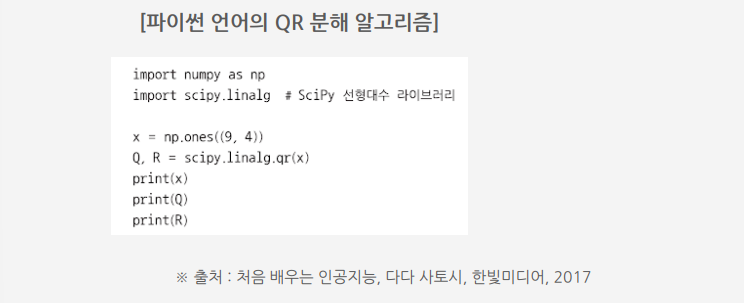 [파이썬 언어의 QR 분해 알고리즘]
import numpy as np
import scipy.linalg # SciPy 선형대수 라이브러리
x = np.ones((9, 4))
Q, R = scipy.linalg.qr(x)
print(x)
print(Q)
print(R)
※ 출처 : 처음 배우는 인공지능, 다다 사토시, 한빛미디어, 2017